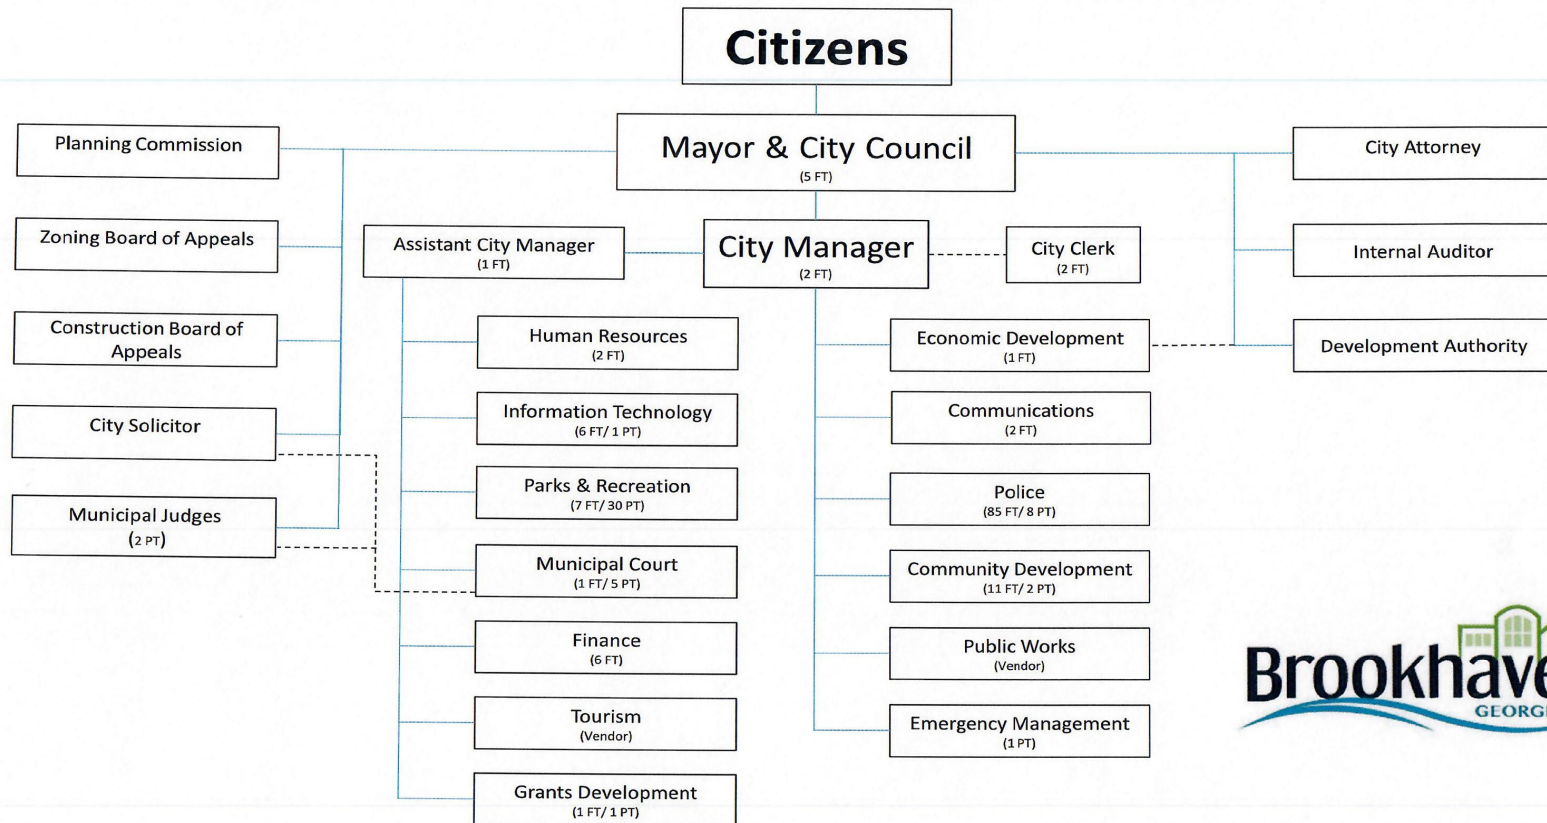 Citizens
Mayor & City Council
(5 FT)
Planning Commission
Zoning Board of Appeals
Construction Board of
Appeals
City Solicitor
Municipal Judges
(2 PT)
City Attorney
Internal Auditor
Development Authority
Assistant City Manager
(1 FT)
City Manager
(2 FT)
City Clerk
(2 FT)
Human Resources
(2 FT)
Information Technology
(6 FT/ 1 PT)
Parks & Recreation
(7 FT/ 30 PT)
Municipal Court
(1 FT/ 5 PT)
Finance
(6 FT)
Tourism
(Vendor)
Grants Development
(1 FT/ 1 PT)
Economic Development
(1 FT)
Communications
(2 FT)
Police
(85 FT/ 8 PT)
Community Development
(11 FT/ 2 PT)
Public Works
(Vendor)
Emergency Management
(1 PT)
Brookhave
GEORG